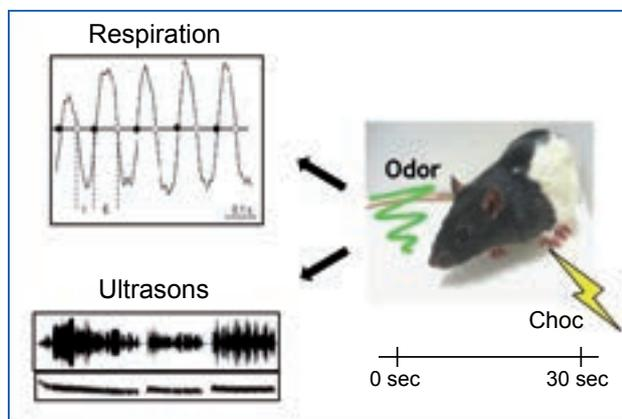 Respiration
Odor
I E
Ultrasons
Choc
0 sec 30 sec